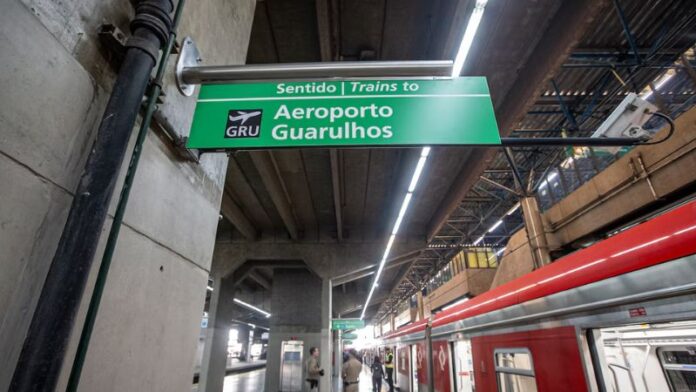 Sentido | Trains to
GRU
Aeroporto
Guarulhos